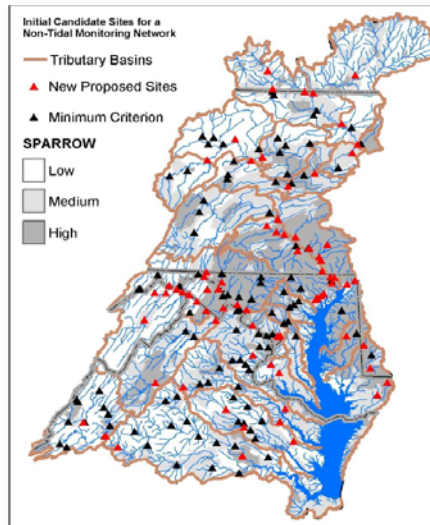 Initial Candidate Sites for a
Non-Tidal Monitoring Network
Tributary Basins
New Proposed Sites
Minimum Criterion
SPARROW
Low
Medium
High